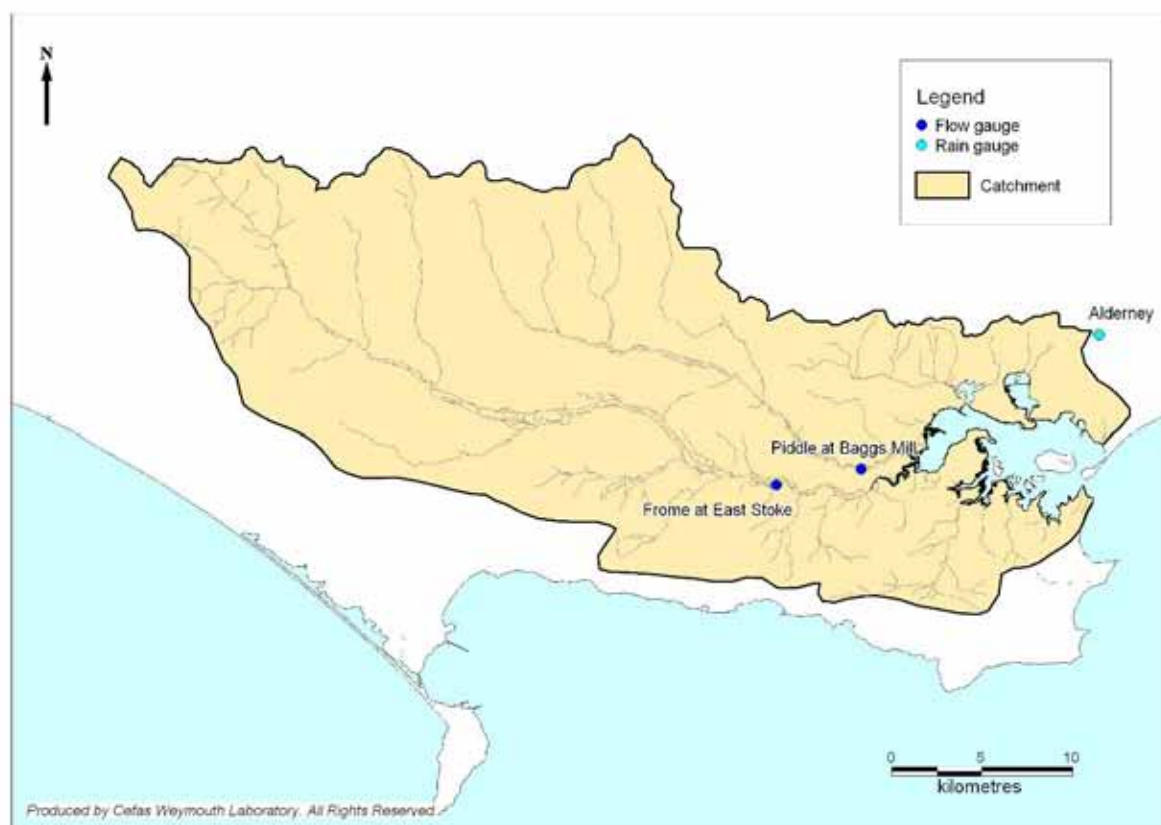 N
Legend
Flow gauge
Rain gauge
Catchment
Alderney
Piddle at Baggs Mill
Frome at East Stoke
0 5 10
kilometres
Produced by Cefas Weymouth Laboratory. All Rights Reserved